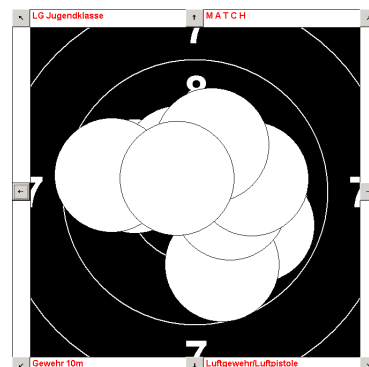 LG Jugendklasse
M A T C H
7
8
7
7
7
Gewehr 10m
Luftgewehr/Luftpistole